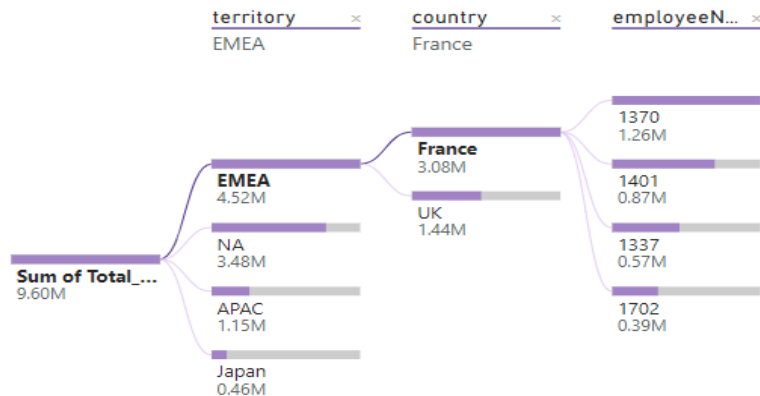 territory ×
EMEA
country ×
France
employeeN... ×
Sum of Total_...
9.60M
EMEA
4.52M
NA
3.48M
APAC
1.15M
Japan
0.46M
France
3.08M
UK
1.44M
1370
1.26M
1401
0.87M
1337
0.57M
1702
0.39M